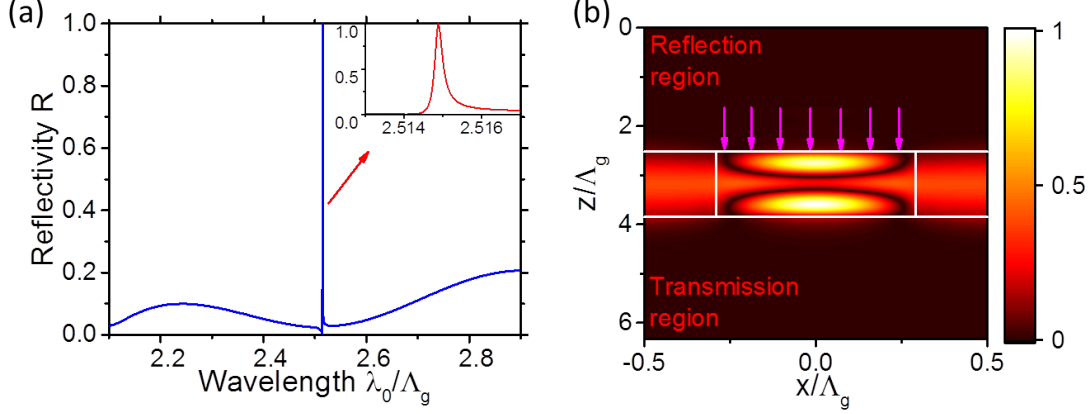 (a)
1.0
0.8
0.6
0.4
0.2
0.0
Reflectivity R
1.0
0.5
0.0
2.514
2.516
2.2
2.4
2.6
2.8
Wavelength λ₀/Λg
(b)
0
2
4
6
z/Λg
Reflection
region
Transmission
region
-0.5
0.0
0.5
x/Λg
1
0.5
0